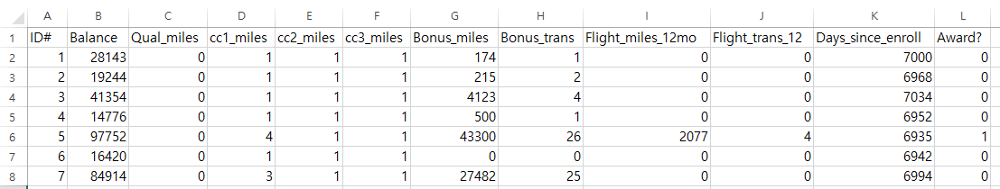 A B C D E F G H I J K L
1 ID# Balance Qual_miles cc1_miles cc2_miles cc3_miles Bonus_miles Bonus_trans Flight_miles_12mo Flight_trans_12 Days_since_enroll Award?
2 1 28143 0 1 1 1 174 1 0 0 7000 0
3 2 19244 0 1 1 1 215 2 0 0 6968 0
4 3 41354 0 1 1 1 4123 4 0 0 7034 0
5 4 14776 0 1 1 1 500 1 0 0 6952 0
6 5 97752 0 4 1 1 43300 26 2077 4 6935 1
7 6 16420 0 1 1 1 0 0 0 0 6942 0
8 7 84914 0 3 1 1 27482 25 0 0 6994 0